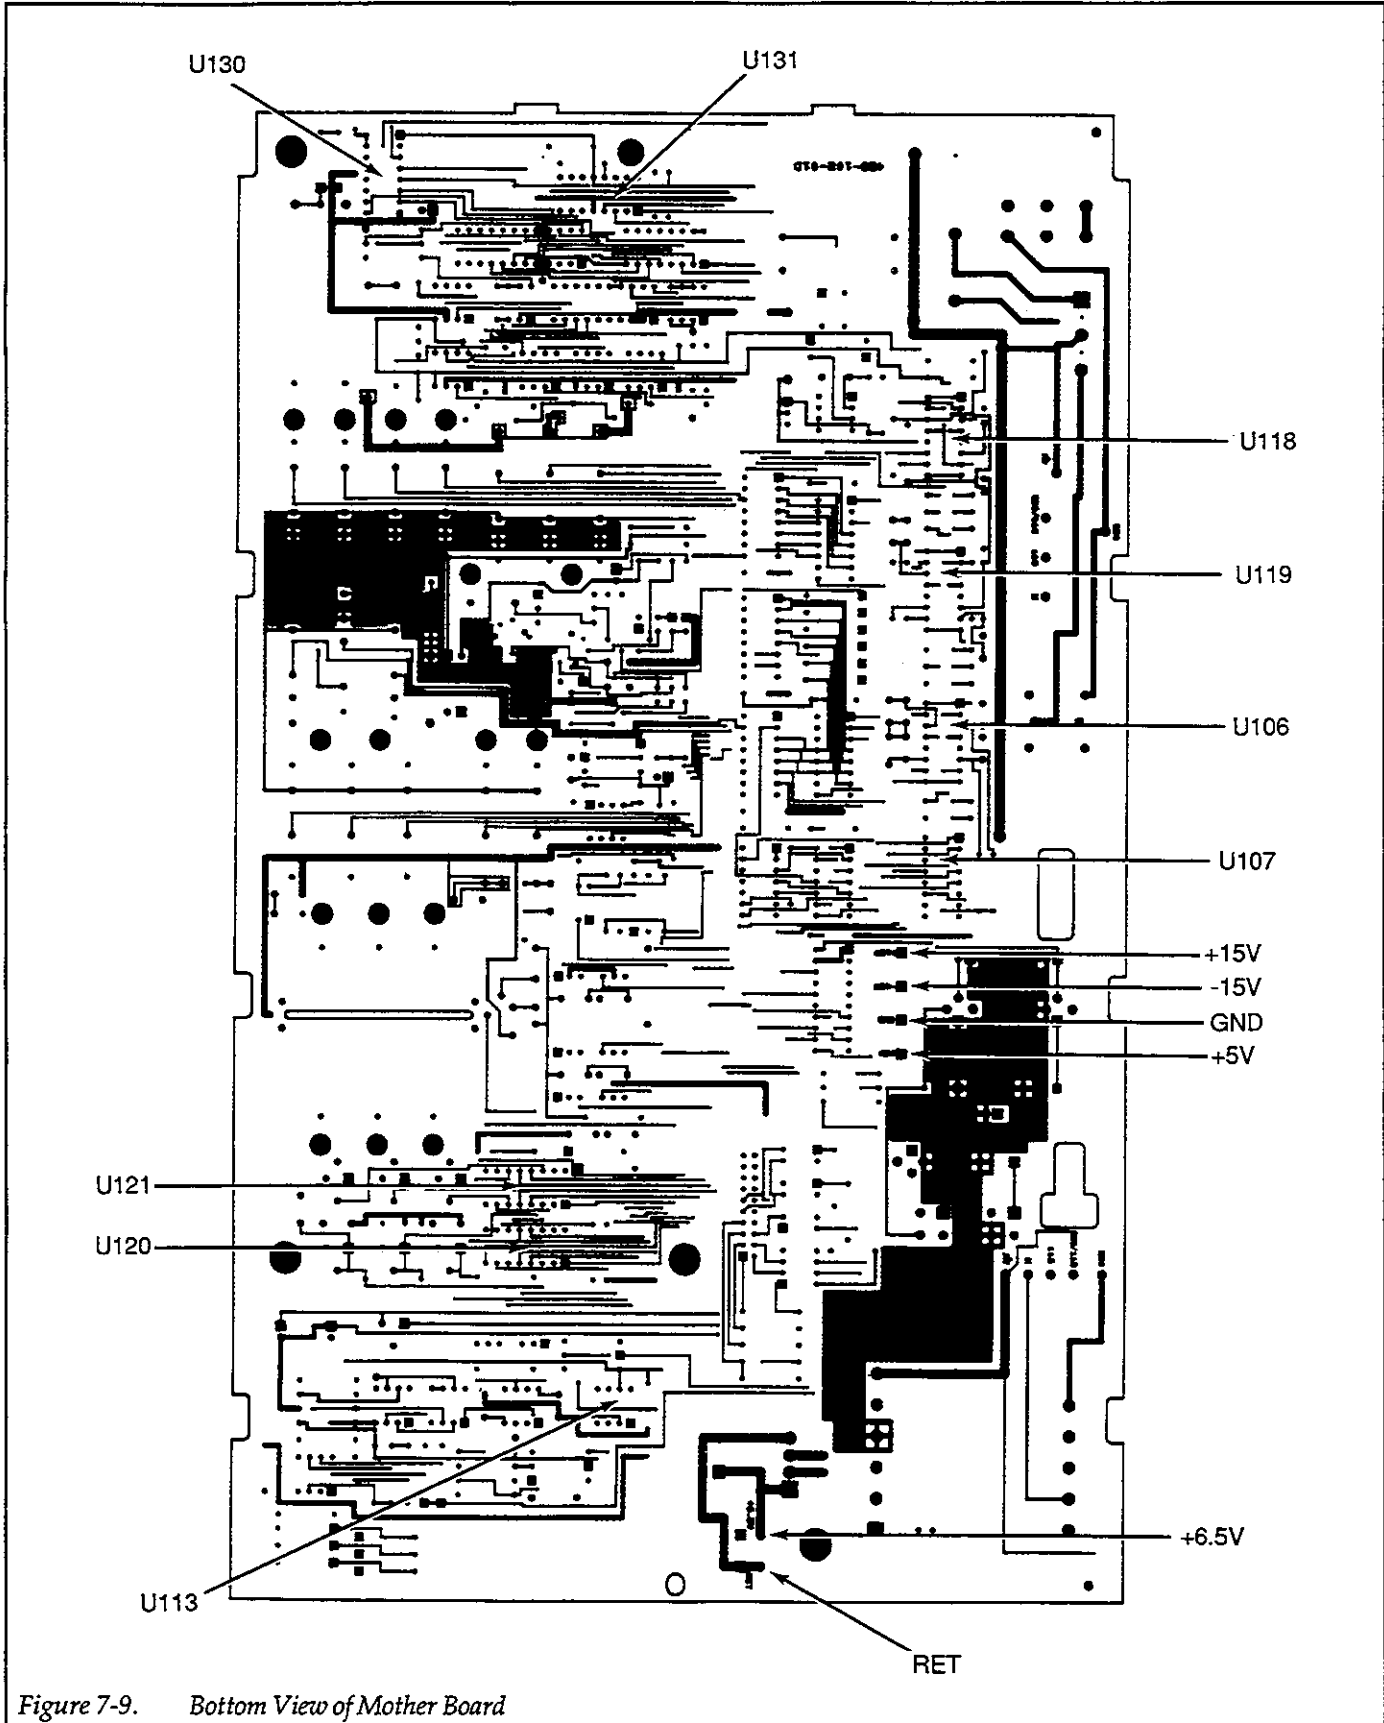 U130
U131
U118
U119
U106
U107
+15V
-15V
GND
+5V
U121
U120
+6.5V
U113
RET
Figure 7-9. Bottom View of Mother Board